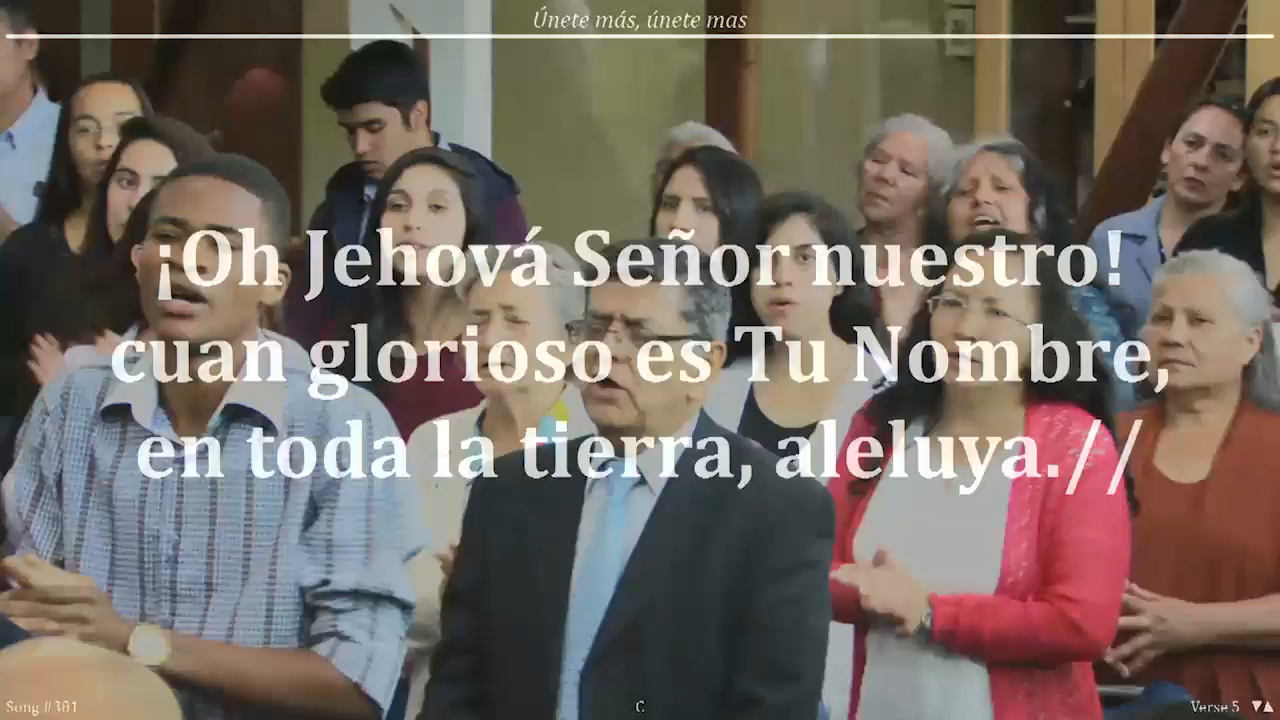 Únete más, únete mas
¡Oh Jehová Señor nuestro!
cuan glorioso es Tu Nombre,
en toda la tierra, aleluya.//
Song #301
C
Verse 5 ▼▲